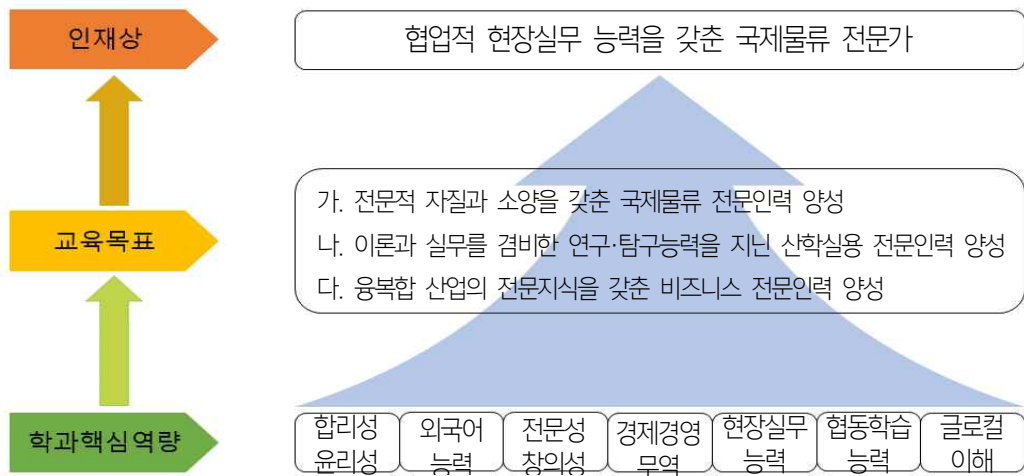 인재상
협업적 현장실무 능력을 갖춘 국제물류 전문가
교육목표
가. 전문적 자질과 소양을 갖춘 국제물류 전문인력 양성
나. 이론과 실무를 겸비한 연구·탐구능력을 지닌 산학실용 전문인력 양성
다. 융복합 산업의 전문지식을 갖춘 비즈니스 전문인력 양성
학과핵심역량
합리성
윤리성
외국어
능력
전문성
창의성
경제경영
무역
현장실무
능력
협동학습
능력
글로컬
이해